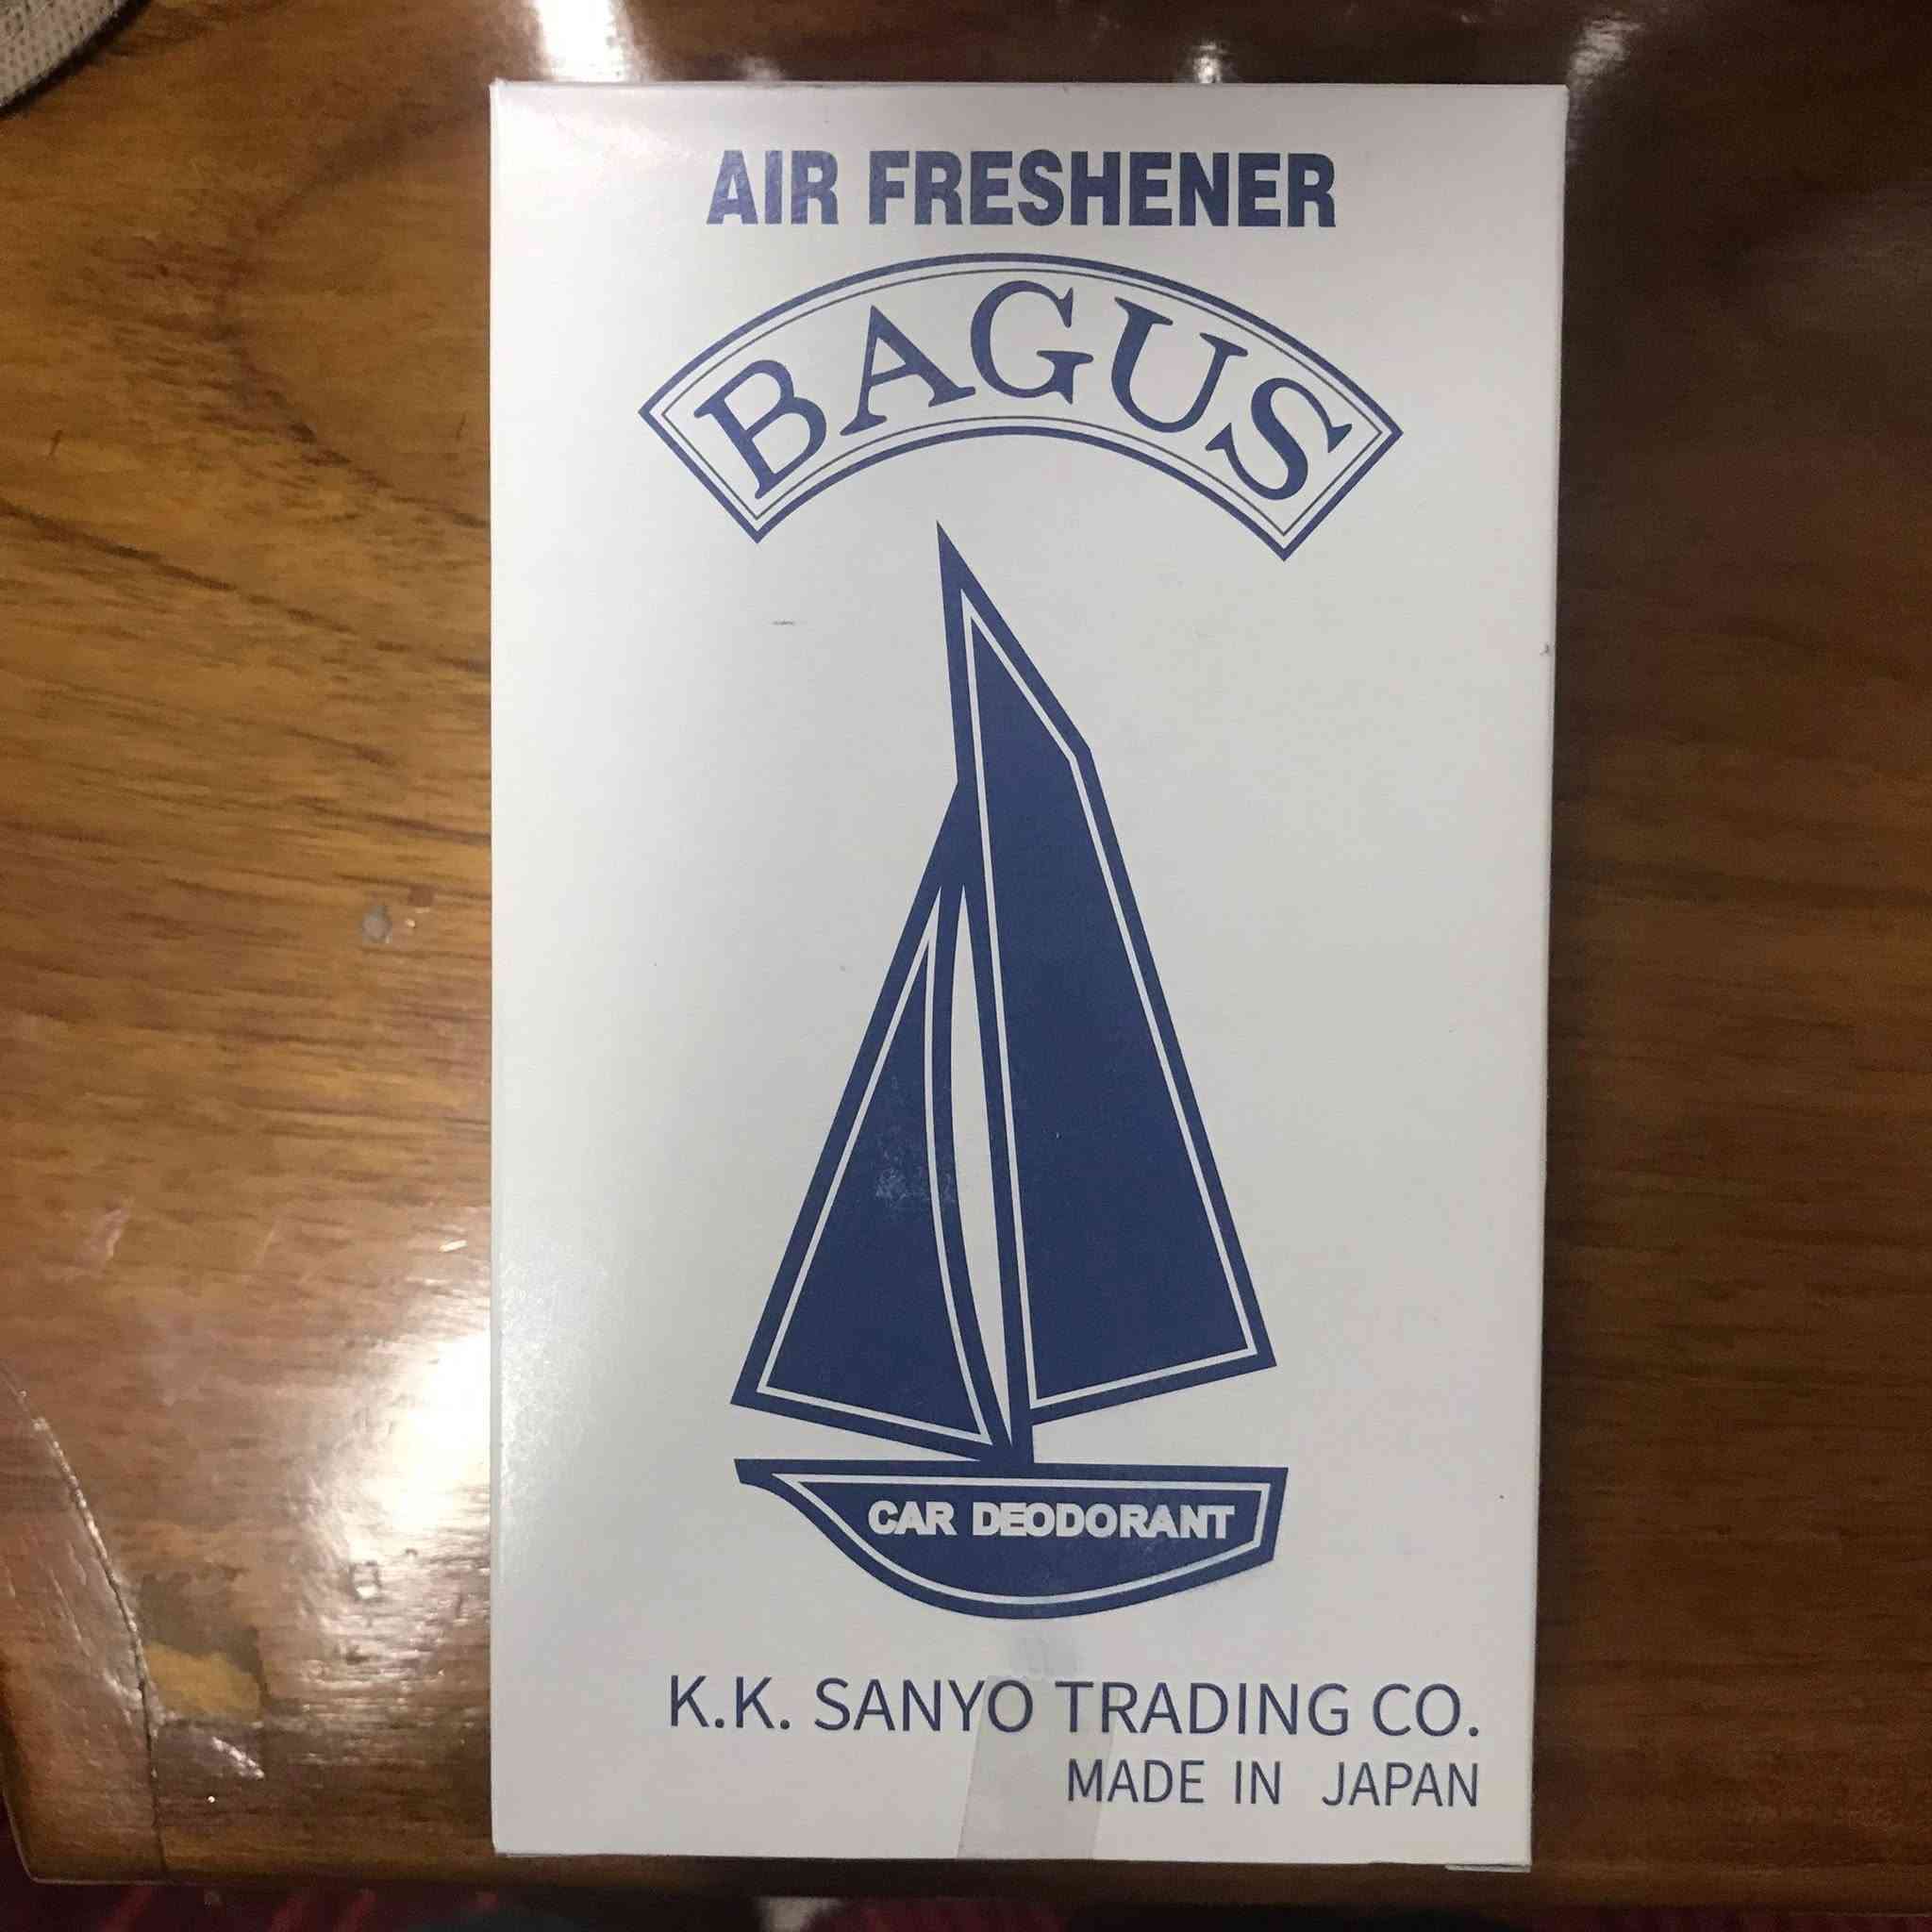 AIR FRESHENER
BAGUS
CAR DEODORANT
K.K. SANYO TRADING CO.
MADE IN JAPAN